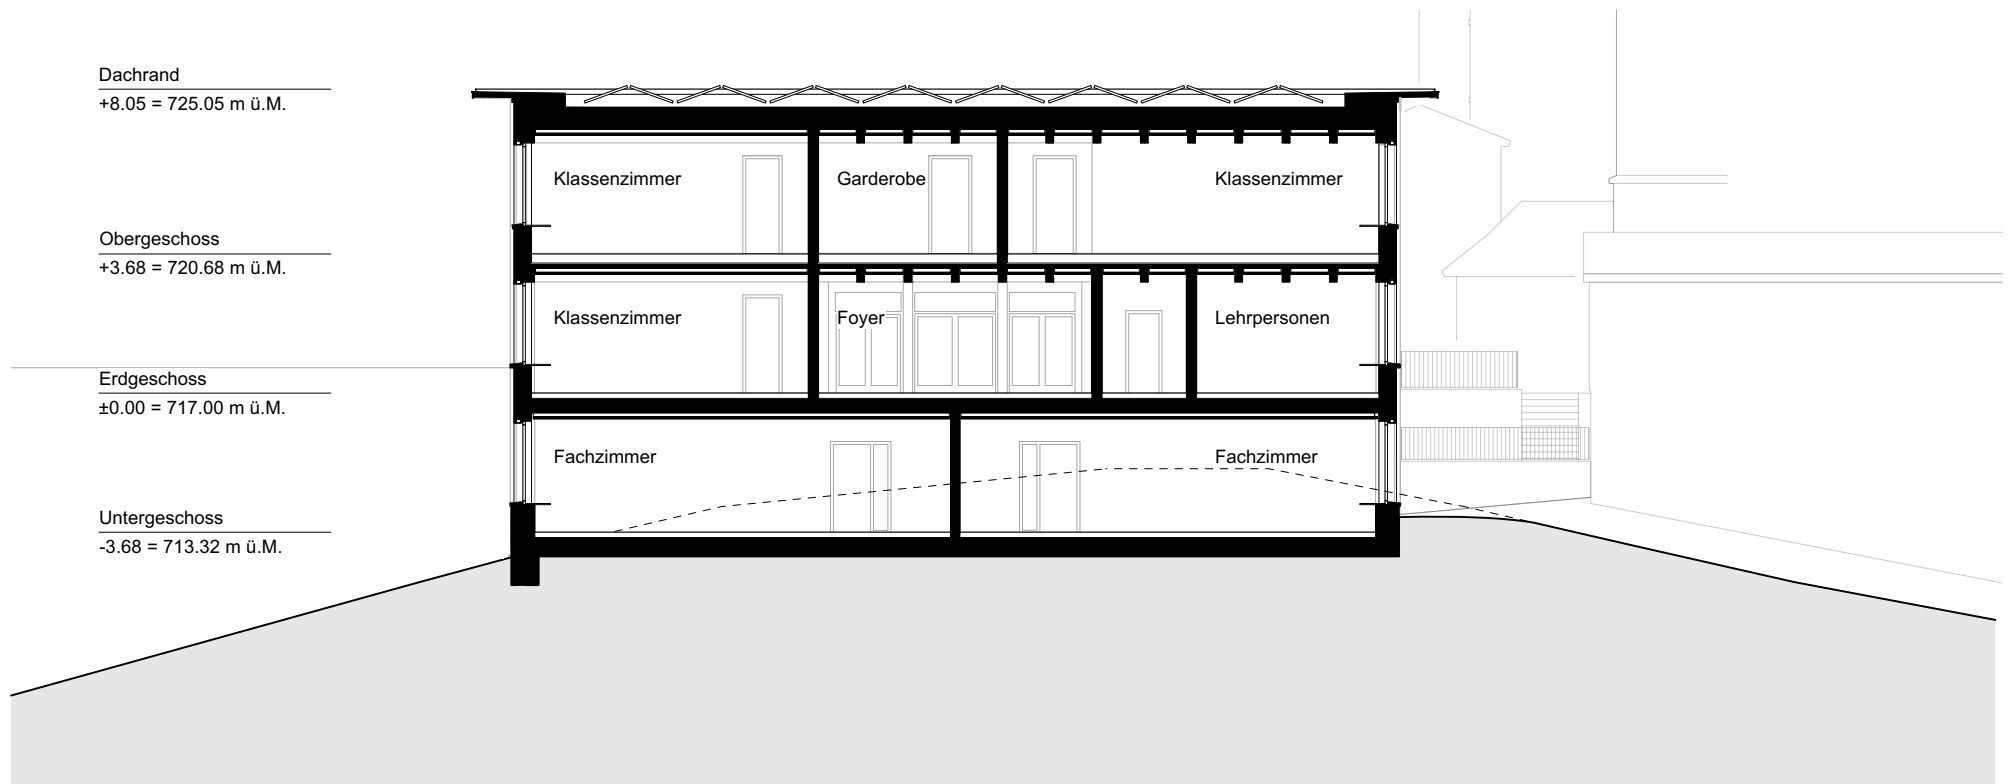 Dachrand
+8.05 = 725.05 m ü.M.
Klassenzimmer
Garderobe
Klassenzimmer
Obergeschoss
+3.68 = 720.68 m ü.M.
Klassenzimmer
Foyer
Lehrpersonen
Erdgeschoss
±0.00 = 717.00 m ü.M.
Fachzimmer
Fachzimmer
Untergeschoss
-3.68 = 713.32 m ü.M.